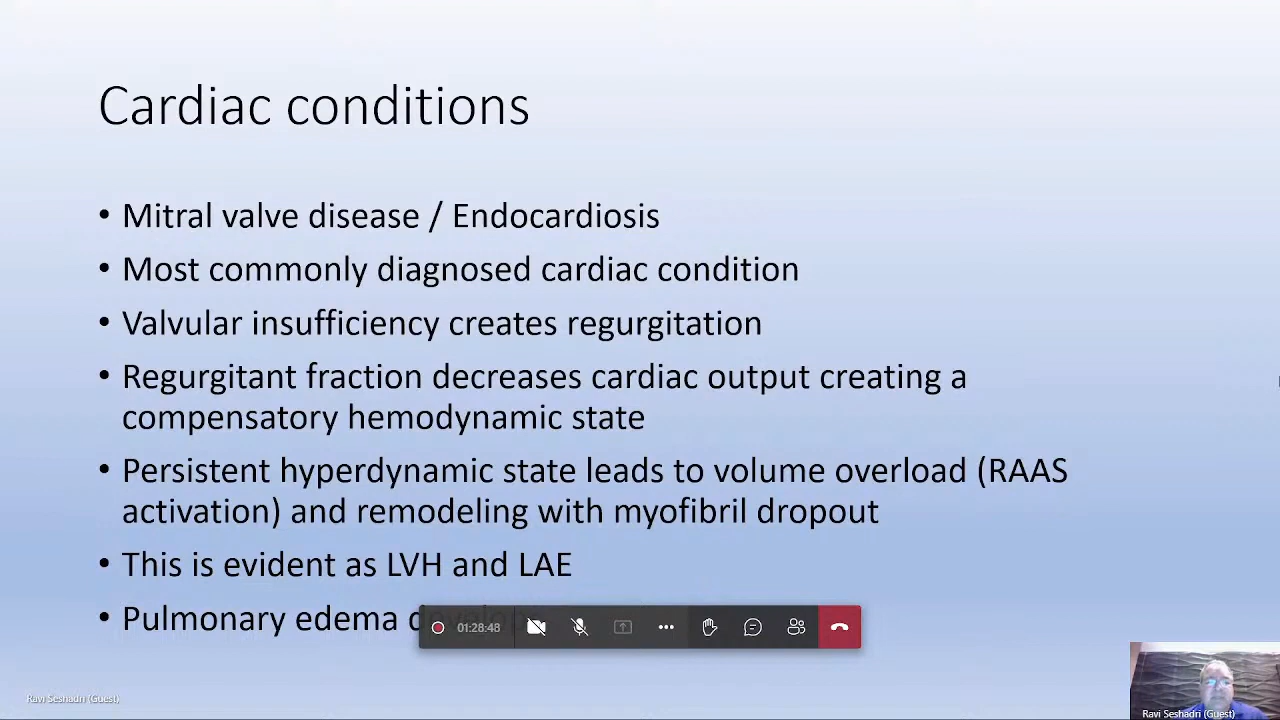 Cardiac conditions
• Mitral valve disease / Endocardiosis
• Most commonly diagnosed cardiac condition
• Valvular insufficiency creates regurgitation
• Regurgitant fraction decreases cardiac output creating a
compensatory hemodynamic state
• Persistent hyperdynamic state leads to volume overload (RAAS
activation) and remodeling with myofibril dropout
• This is evident as LVH and LAE
• Pulmonary edema
01:28:48
Ravi Seshadri (Guest)
Ravi Seshadri (Guest)